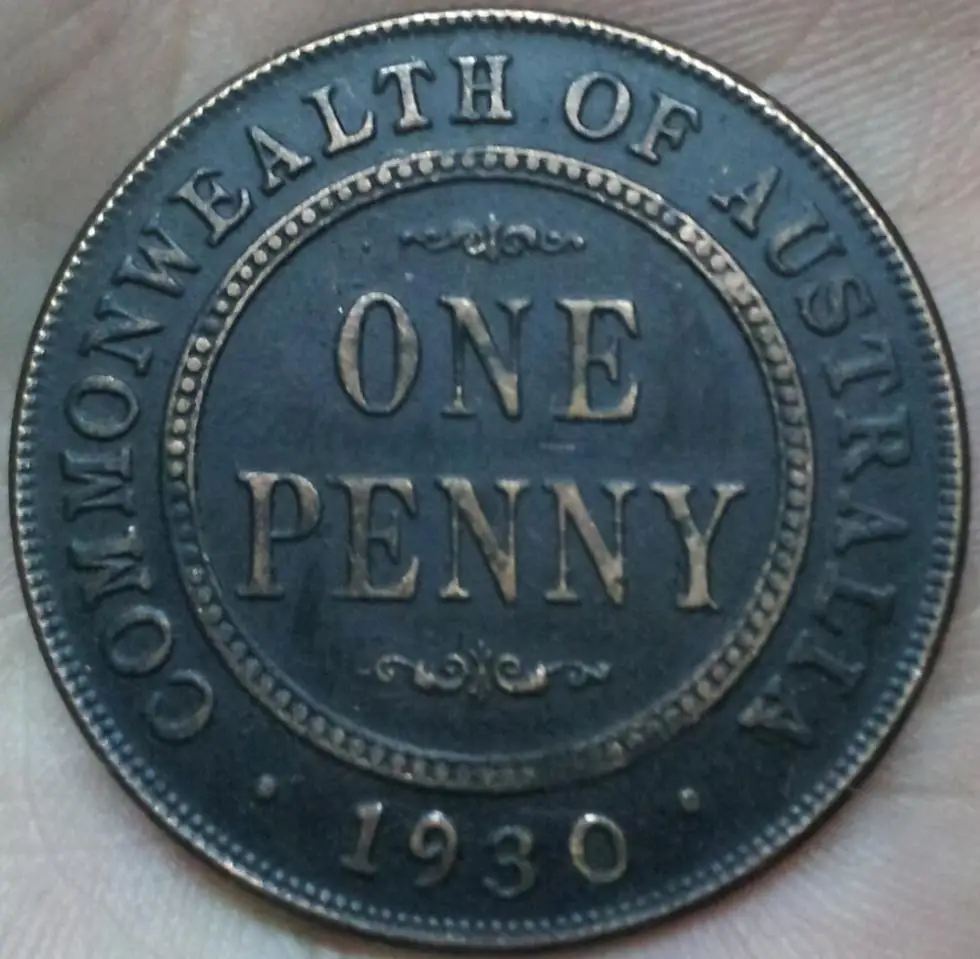 COMMONWEALTH OF AUSTRALIA
ONE
PENNY
· 1930 ·